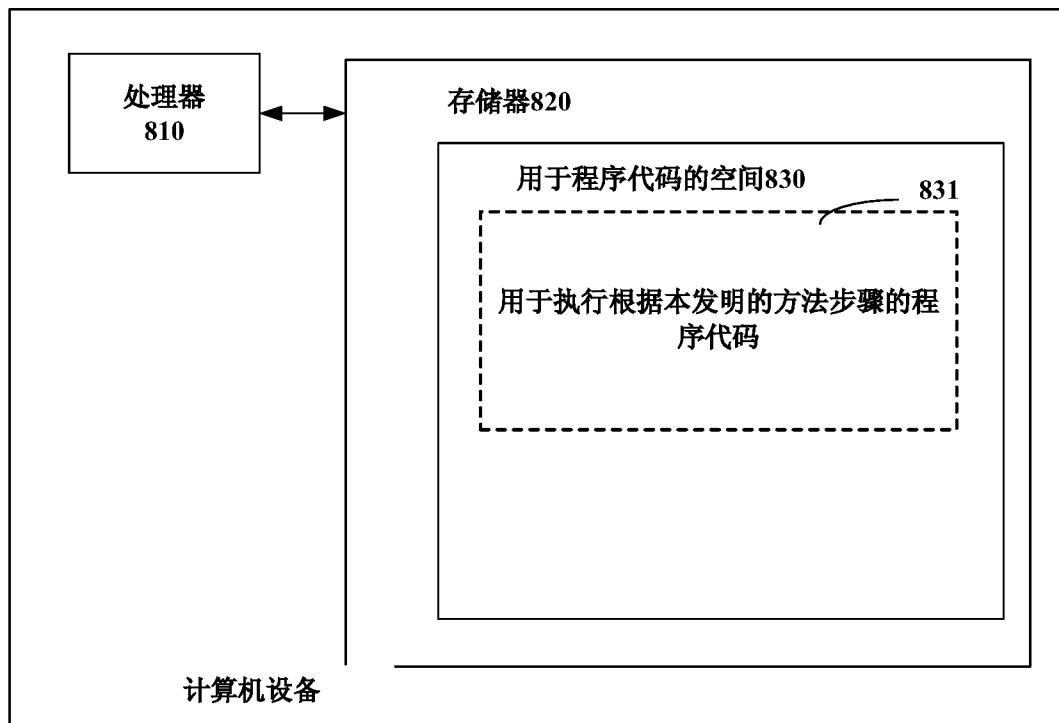 处理器
810
存储器820
用于程序代码的空间830
831
用于执行根据本发明的方法步骤的程
序代码
计算机设备